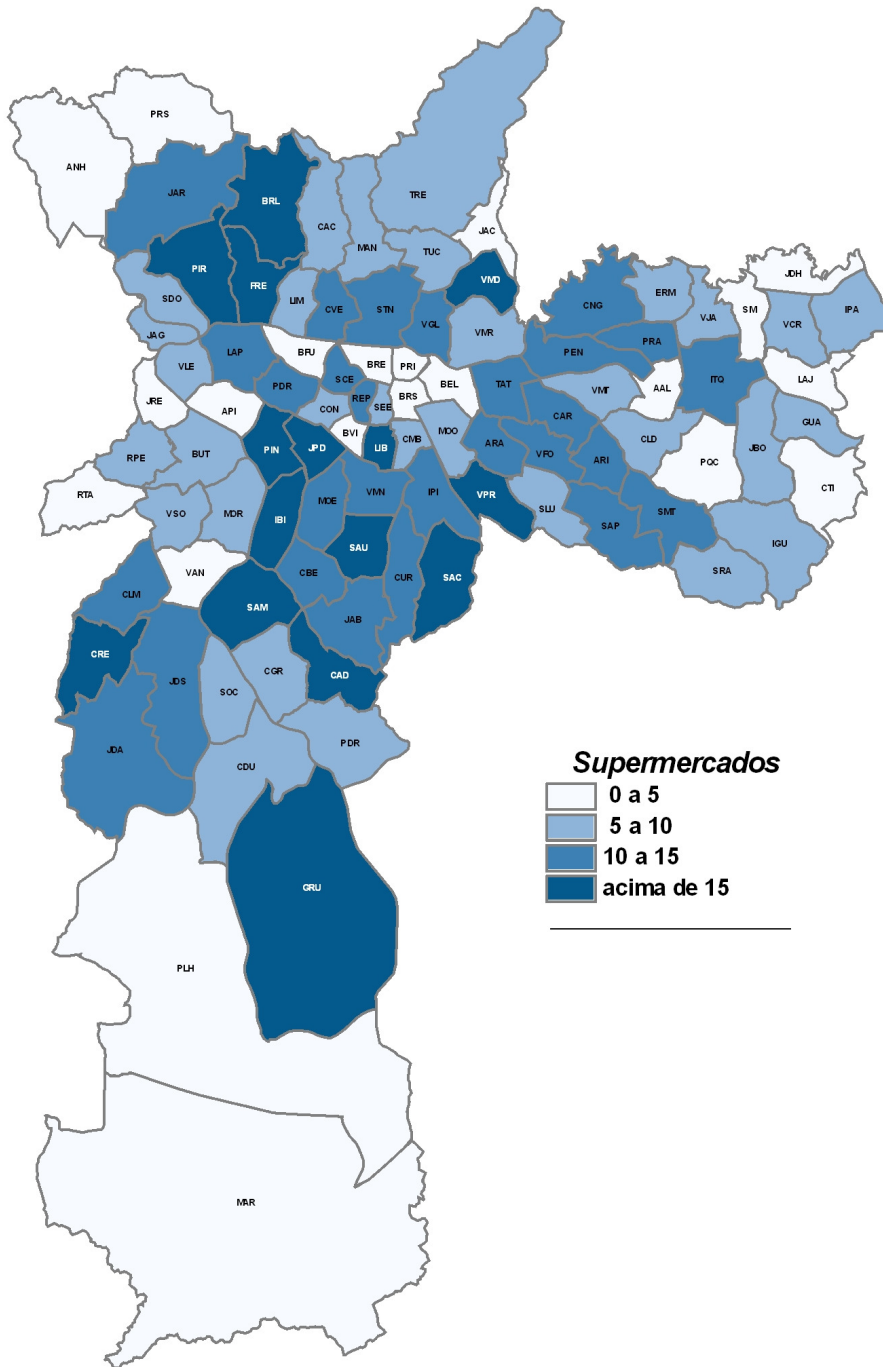 PRS
ANH
JAR
BRL
TRE
CAC
MAN
JAC
TUC
PIR
FRE
VMD
JDH
SDO
LIM
CVE
STN
VGL
CNG
ERM
VJA
SM
VCR
IPA
JAG
VMR
PRA
PEN
LAP
BFU
BRE
PRI
VLE
SCE
BEL
TAT
AAL
ITQ
LAJ
PDR
REP
BRS
VMT
JRE
API
CON
SEE
CAR
GUA
BVI
MOO
CLD
JBO
RPE
BUT
PIN
JPD
LIB
CMB
ARA
VFO
ARI
PQC
CTI
RTA
VSO
MDR
MOE
VMN
IPI
VPR
SLU
SMT
SAP
IBI
SAU
IGU
SRA
VAN
CBE
CUR
SAC
CLM
SAM
JAB
CRE
JDS
SOC
CGR
CAD
JDA
CDU
PDR
GRU
PLH
MAR
Supermercados
0 a 5
5 a 10
10 a 15
acima de 15